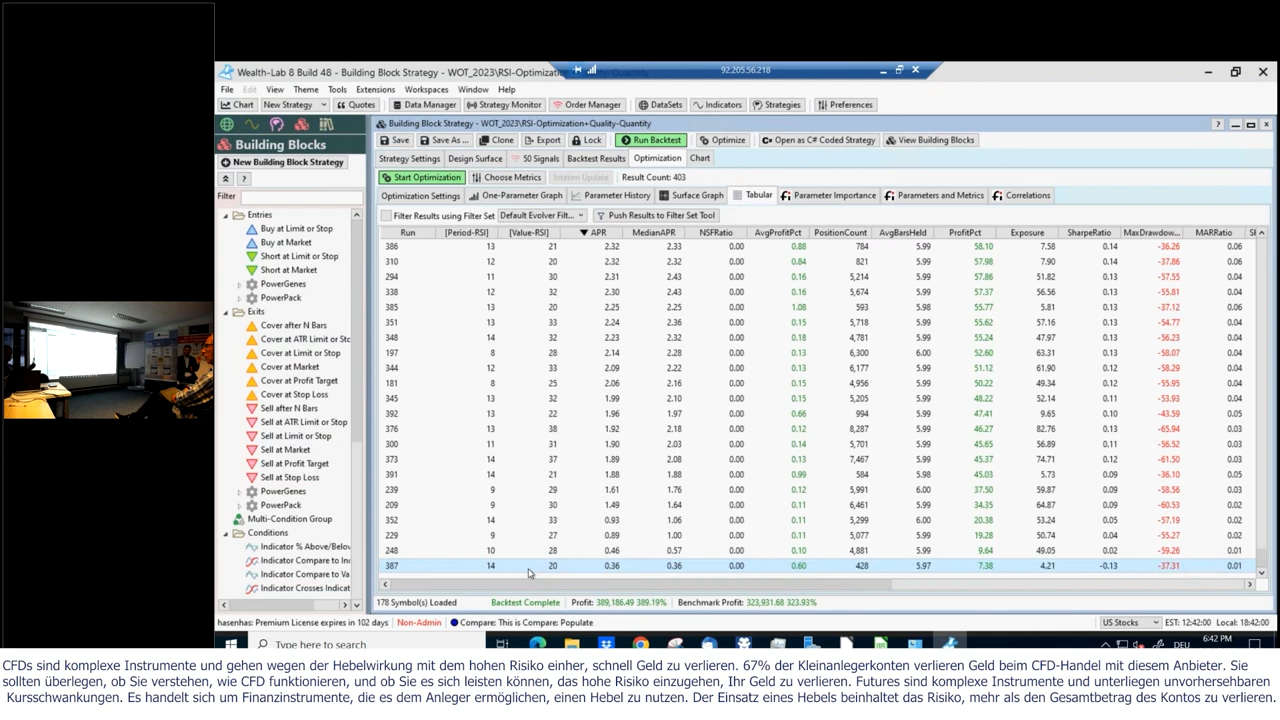 Wealth-Lab 8 Build 48 - Building Block Strategy - WOT_2023\RSI-Optimization+Quality-Quantity
92.205.56.218
File Edit View Theme Tools Extensions Workspaces Window Help
Chart New Strategy Quotes Data Manager Strategy Monitor Order Manager DataSets Indicators Strategies Preferences
Building Blocks
New Building Block Strategy
?
Filter
Entries
Buy at Limit or Stop
Buy at Market
Short at Limit or Stop
Short at Market
PowerGenes
PowerPack
Exits
Cover after N Bars
Cover at ATR Limit or Stc
Cover at Limit or Stop
Cover at Market
Cover at Profit Target
Cover at Stop Loss
Sell after N Bars
Sell at ATR Limit or Stop
Sell at Limit or Stop
Sell at Market
Sell at Profit Target
Sell at Stop Loss
PowerGenes
PowerPack
Multi-Condition Group
Conditions
Indicator % Above/Below
Indicator Compare to Inc
Indicator Compare to Va
Indicator Crosses Indicat
Building Block Strategy - WOT_2023\RSI-Optimization+Quality-Quantity
Save Save As ... Clone Export Lock Run Backtest Optimize Open as C# Coded Strategy View Building Blocks
Strategy Settings Design Surface 50 Signals Backtest Results Optimization Chart
Start Optimization Choose Metrics Interim Update Result Count: 403
Optimization Settings One-Parameter Graph Parameter History Surface Graph Tabular Parameter Importance Parameters and Metrics Correlations
Filter Results using Filter Set Default Evolver Filt... Push Results to Filter Set Tool
Run [Period-RSI] [Value-RSI] APR MedianAPR NSFRatio AvgProfitPct PositionCount AvgBarsHeld ProfitPct Exposure SharpeRatio MaxDrawdow... MARRatio
386 13 21 2.32 2.33 0.00 0.88 784 5.99 58.10 7.58 0.14 -36.26 0.06
310 12 20 2.32 2.32 0.00 0.84 821 5.99 57.98 7.90 0.14 -37.86 0.06
294 11 30 2.31 2.43 0.00 0.16 5,214 5.99 57.86 51.82 0.13 -57.55 0.04
338 12 32 2.30 2.43 0.00 0.16 5,674 5.99 57.37 56.56 0.13 -55.81 0.04
385 13 20 2.25 2.25 0.00 1.08 593 5.98 55.77 5.81 0.13 -37.12 0.06
351 13 33 2.24 2.36 0.00 0.15 5,718 5.99 55.62 57.16 0.13 -54.77 0.04
348 14 32 2.23 2.32 0.00 0.18 4,781 5.99 55.24 47.97 0.13 -56.23 0.04
197 8 28 2.14 2.28 0.00 0.13 6,300 6.00 52.60 63.31 0.13 -58.07 0.04
344 12 33 2.09 2.22 0.00 0.13 6,177 5.99 51.12 61.90 0.12 -58.29 0.04
181 8 25 2.06 2.16 0.00 0.15 4,956 5.99 50.22 49.34 0.12 -55.95 0.04
345 13 32 1.99 2.10 0.00 0.15 5,205 5.99 48.22 52.14 0.11 -53.93 0.04
392 13 22 1.96 1.97 0.00 0.66 994 5.99 47.41 9.65 0.10 -43.59 0.05
376 13 38 1.92 2.18 0.00 0.12 8,287 5.99 46.27 82.76 0.13 -65.94 0.03
300 11 31 1.90 2.03 0.00 0.14 5,701 5.99 45.65 56.89 0.11 -56.52 0.03
373 14 37 1.89 2.08 0.00 0.13 7,467 5.99 45.37 74.71 0.12 -61.50 0.03
391 14 21 1.88 1.88 0.00 0.99 584 5.98 45.03 5.73 0.09 -36.10 0.05
239 9 29 1.61 1.76 0.00 0.12 5,991 6.00 37.50 59.87 0.09 -58.56 0.03
209 9 30 1.49 1.64 0.00 0.11 6,461 5.99 34.35 64.87 0.09 -60.53 0.02
352 14 33 0.93 1.06 0.00 0.11 5,299 6.00 20.38 53.24 0.05 -57.19 0.02
229 9 27 0.89 1.00 0.00 0.11 5,077 5.99 19.28 50.74 0.04 -55.27 0.02
248 10 28 0.46 0.57 0.00 0.10 4,881 5.99 9.64 49.05 0.02 -59.26 0.01
387 14 20 0.36 0.36 0.00 0.60 428 5.97 7.38 4.21 -0.13 -37.31 0.01
178 Symbol(s) Loaded Backtest Complete Profit: 389,186.49 389.19% Benchmark Profit: 323,931.68 323.93%
hasenhas: Premium License expires in 102 days Non-Admin Compare: This is Compare: Populate US Stocks EST: 12:42:00 Local: 18:42:00
Type here to search DEU 6:42 PM
CFDs sind komplexe Instrumente und gehen wegen der Hebelwirkung mit dem hohen Risiko einher, schnell Geld zu verlieren. 67% der Kleinanlegerkonten verlieren Geld beim CFD-Handel mit diesem Anbieter. Sie
sollten überlegen, ob Sie verstehen, wie CFD funktionieren, und ob Sie es sich leisten können, das hohe Risiko einzugehen, Ihr Geld zu verlieren. Futures sind komplexe Instrumente und unterliegen unvorhersehbaren
Kursschwankungen. Es handelt sich um Finanzinstrumente, die es dem Anleger ermöglichen, einen Hebel zu nutzen. Der Einsatz eines Hebels beinhaltet das Risiko, mehr als den Gesamtbetrag des Kontos zu verlieren.